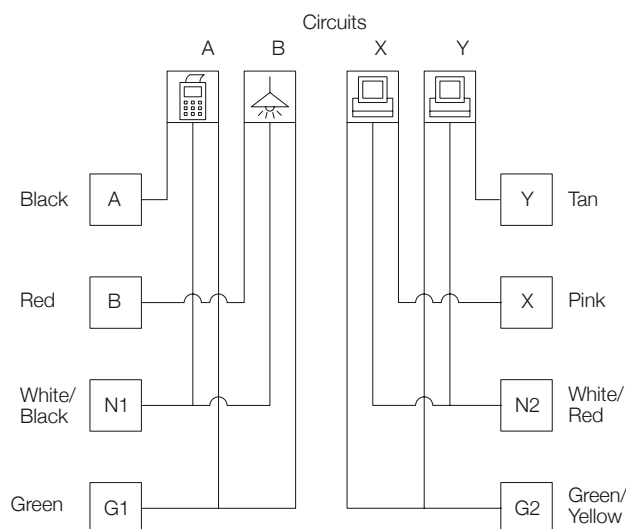 Circuits
A B X Y
Black A Y Tan
Red B X Pink
White/
Black N1 N2 White/
Red
Green G1 G2 Green/
Yellow